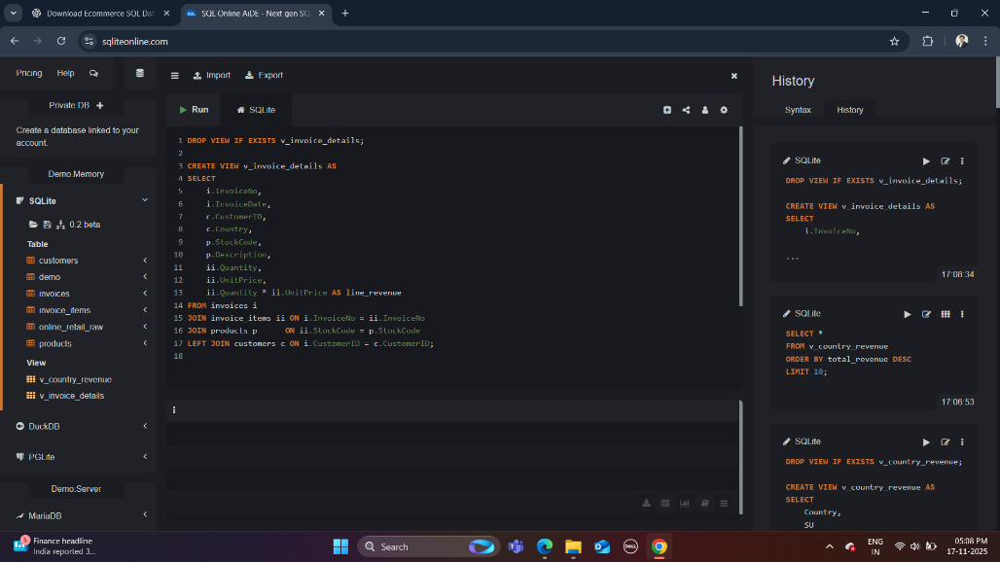 Download Ecommerce SQL Dat
SQL Online AiDE - Next gen SQ
sqliteonline.com
Pricing
Help
Private DB
Create a database linked to your
account.
Demo.Memory
SQLite
0.2 beta
Table
customers
demo
invoices
invoice_items
online_retail_raw
products
View
v_country_revenue
v_invoice_details
DuckDB
PGLite
Demo.Server
MariaDB
Import
Export
Run
SQLite
1 DROP VIEW IF EXISTS v_invoice_details;
2
3 CREATE VIEW v_invoice_details AS
4 SELECT
5     i.InvoiceNo,
6     i.InvoiceDate,
7     c.CustomerID,
8     c.Country,
9     p.StockCode,
10     p.Description,
11     ii.Quantity,
12     ii.UnitPrice,
13     ii.Quantity * ii.UnitPrice AS line_revenue
14 FROM invoices i
15 JOIN invoice_items ii ON i.InvoiceNo = ii.InvoiceNo
16 JOIN products p      ON ii.StockCode = p.StockCode
17 LEFT JOIN customers c ON i.CustomerID = c.CustomerID;
18
History
Syntax
History
SQLite
DROP VIEW IF EXISTS v_invoice_details;
CREATE VIEW v_invoice_details AS
SELECT
i.InvoiceNo,
...
17:08:34
SQLite
SELECT *
FROM v_country_revenue
ORDER BY total_revenue DESC
LIMIT 10;
17:06:53
SQLite
DROP VIEW IF EXISTS v_country_revenue;
CREATE VIEW v_country_revenue AS
SELECT
Country,
SU
5
Finance headline
India reported 3...
Search
DELL
ENG
IN
05:08 PM
17-11-2025